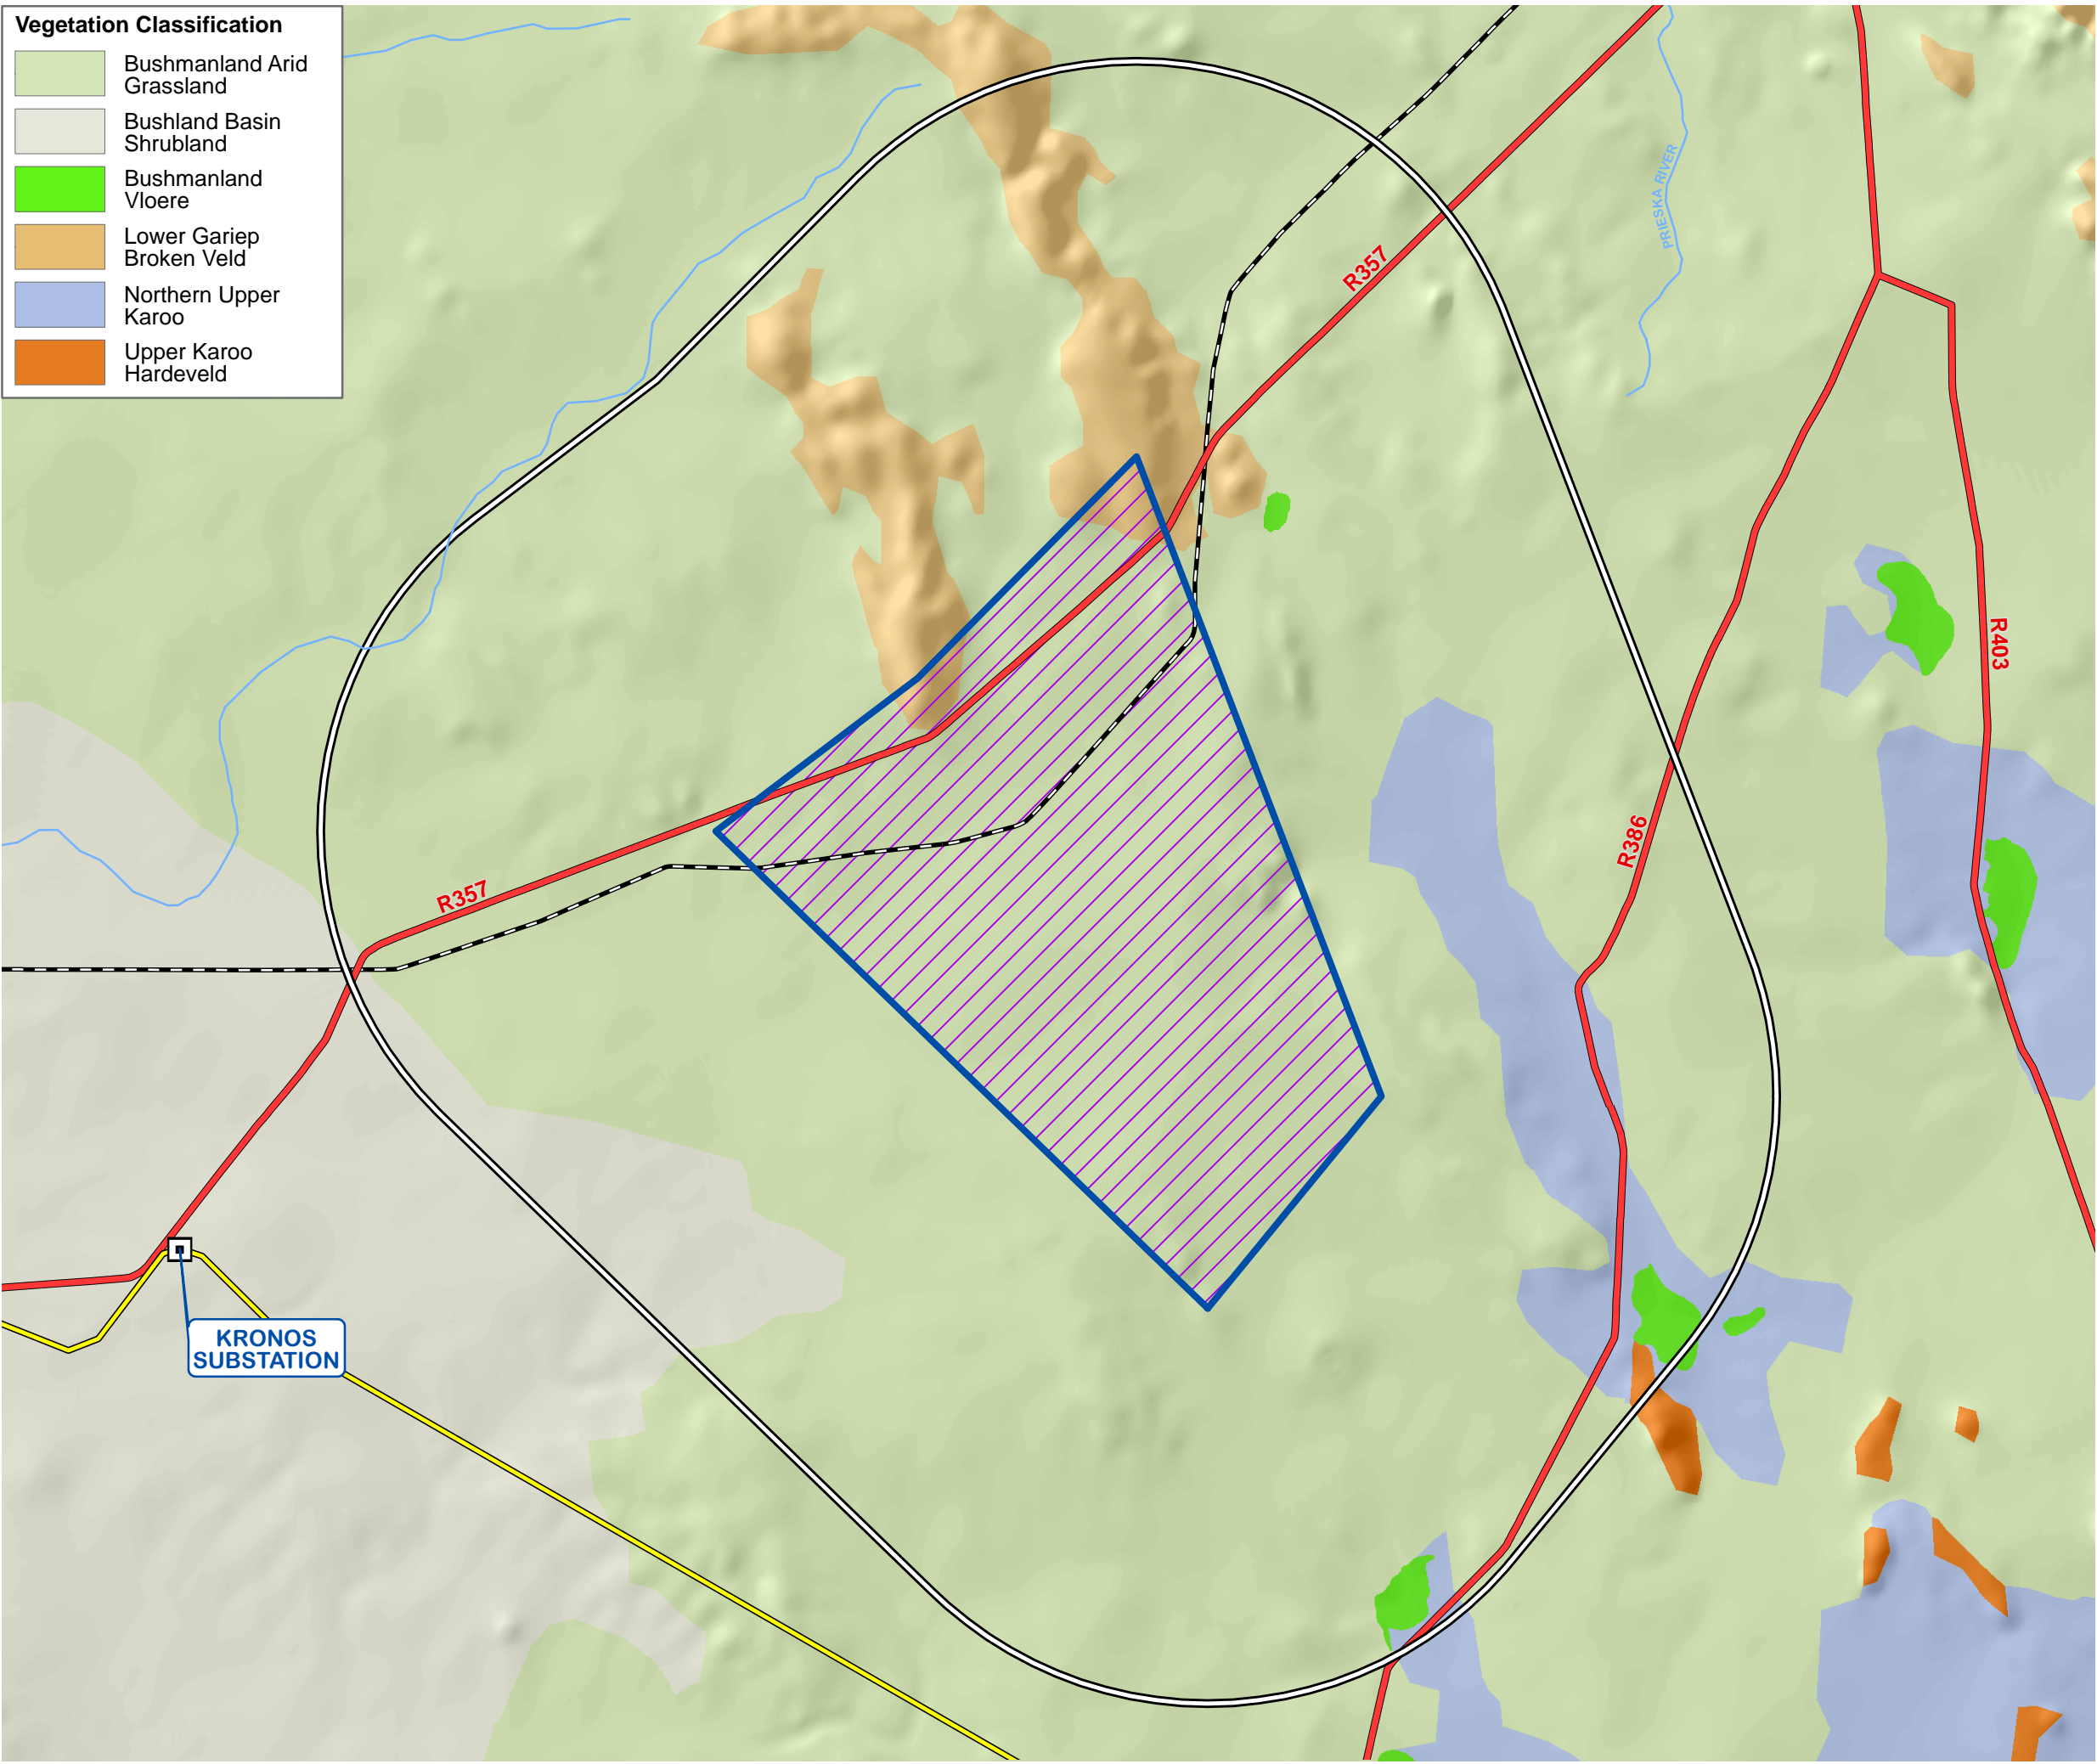 Vegetation Classification
Bushmanland Arid
Grassland
Bushland Basin
Shrubland
Bushmanland
Vloere
Lower Gariep
Broken Veld
Northern Upper
Karoo
Upper Karoo
Hardeveld
PRIESKA RIVER
R357
R403
R386
R357
KRONOS
SUBSTATION